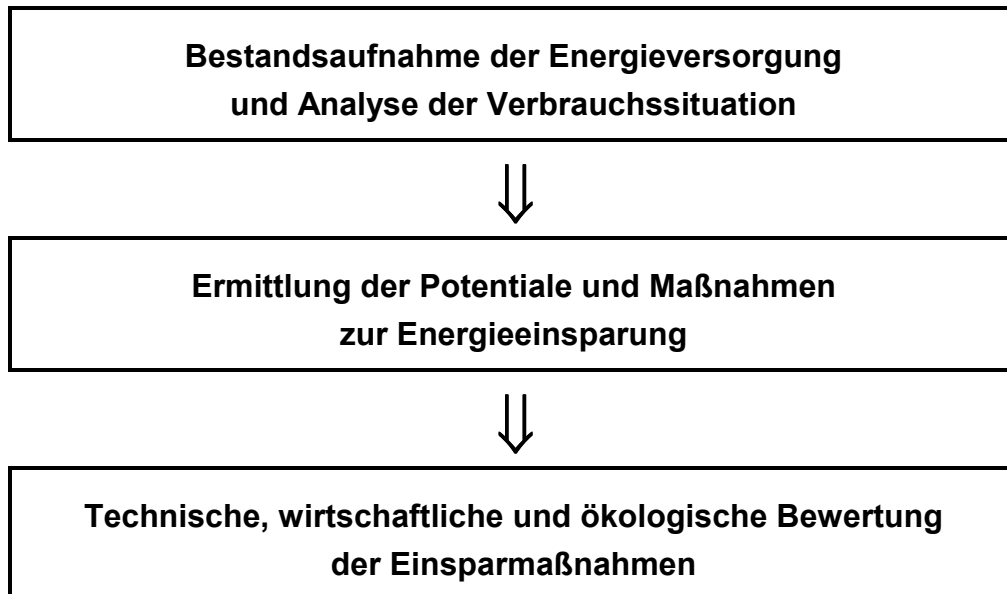 Bestandsaufnahme der Energieversorgung
und Analyse der Verbrauchssituation
Ermittlung der Potentiale und Maßnahmen
zur Energieeinsparung
Technische, wirtschaftliche und ökologische Bewertung
der Einsparmaßnahmen